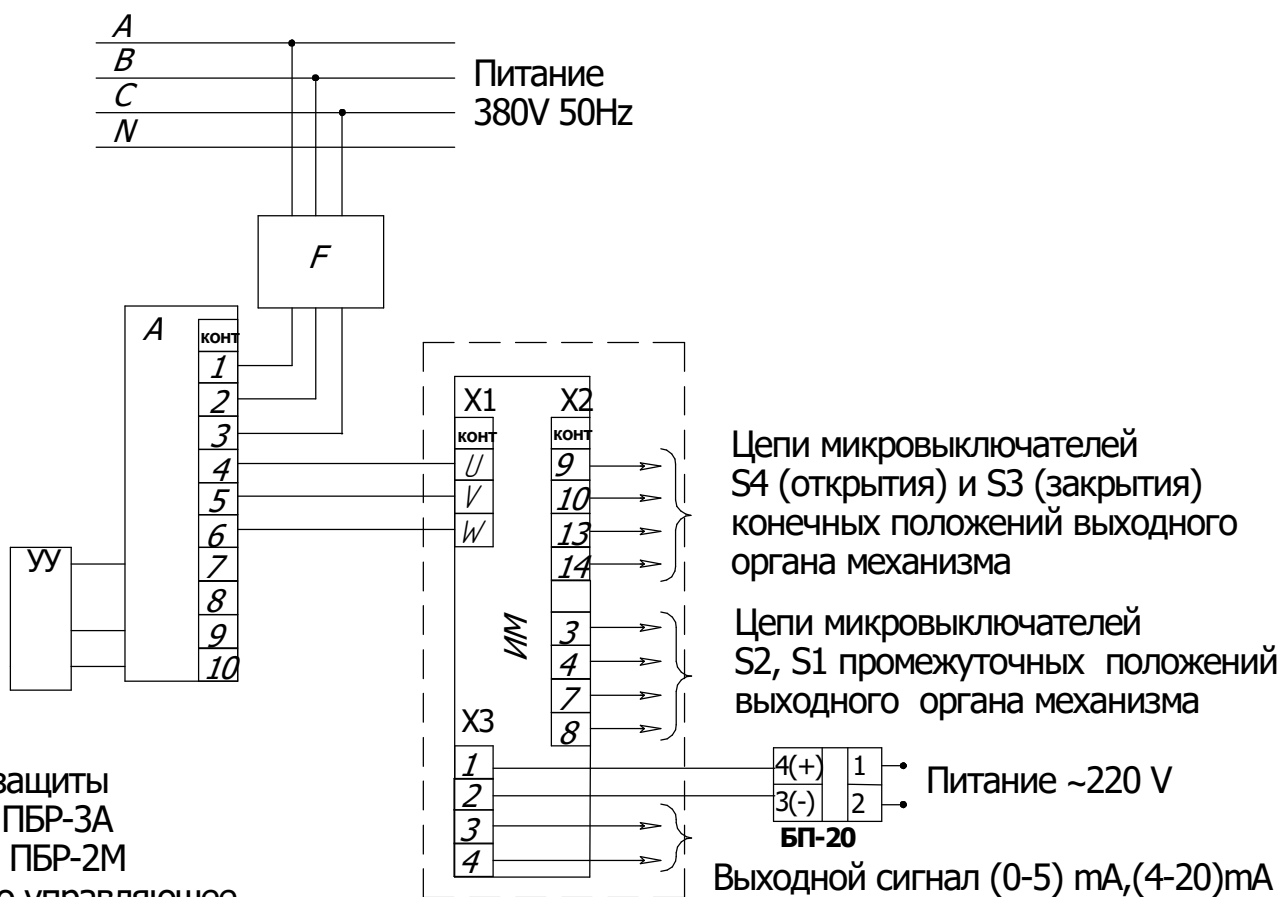 A
B
C
N
Питание
380V 50Hz
F
A
конт
1
2
3
4
5
6
7
8
9
10
УУ
X1
конт
U
V
W
X2
конт
9
10
13
14
3
4
7
8
ИМ
X3
1
2
3
4
Цепи микровыключателей
S4 (открытия) и S3 (закрытия)
конечных положений выходного
органа механизма
Цепи микровыключателей
S2, S1 промежуточных положений
выходного органа механизма
4(+) 1
3(-) 2
БП-20
Питание ~220 V
Выходной сигнал (0-5) mA,(4-20)mA
защиты
ПБР-3А
ПБР-2М
управляющее